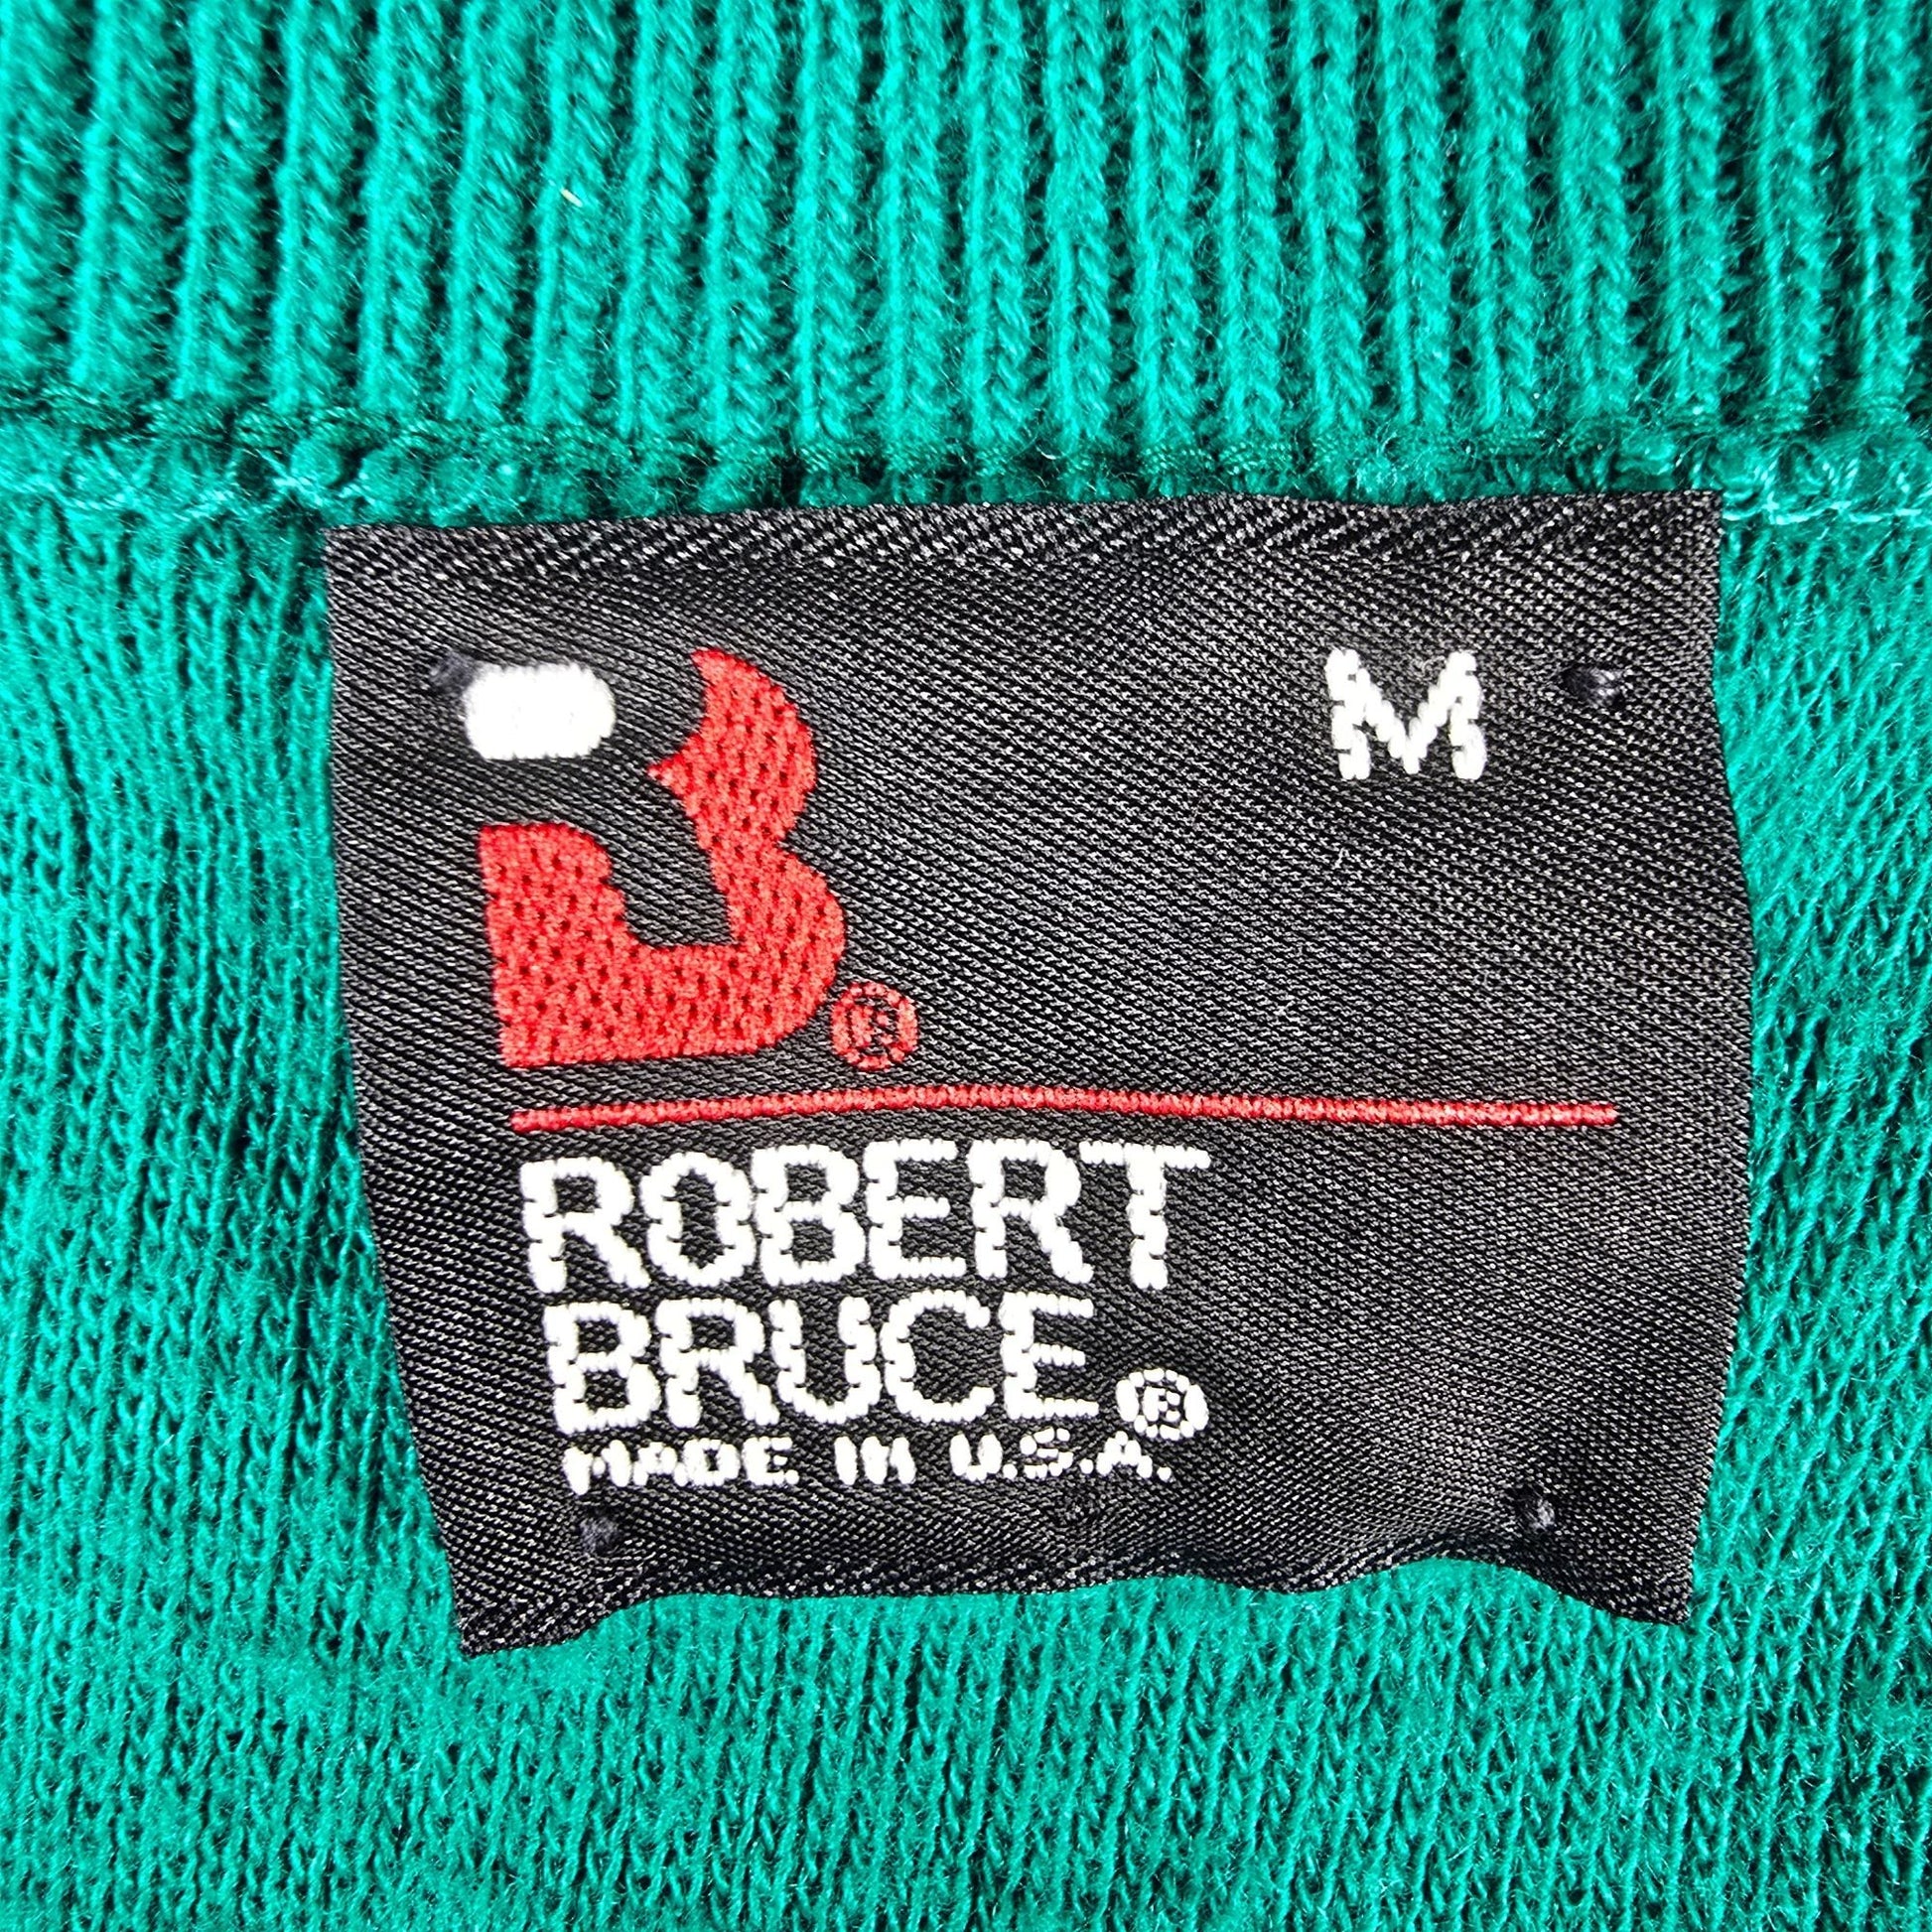 M
®
ROBERT
BRUCE®
MADE IN U.S.A.